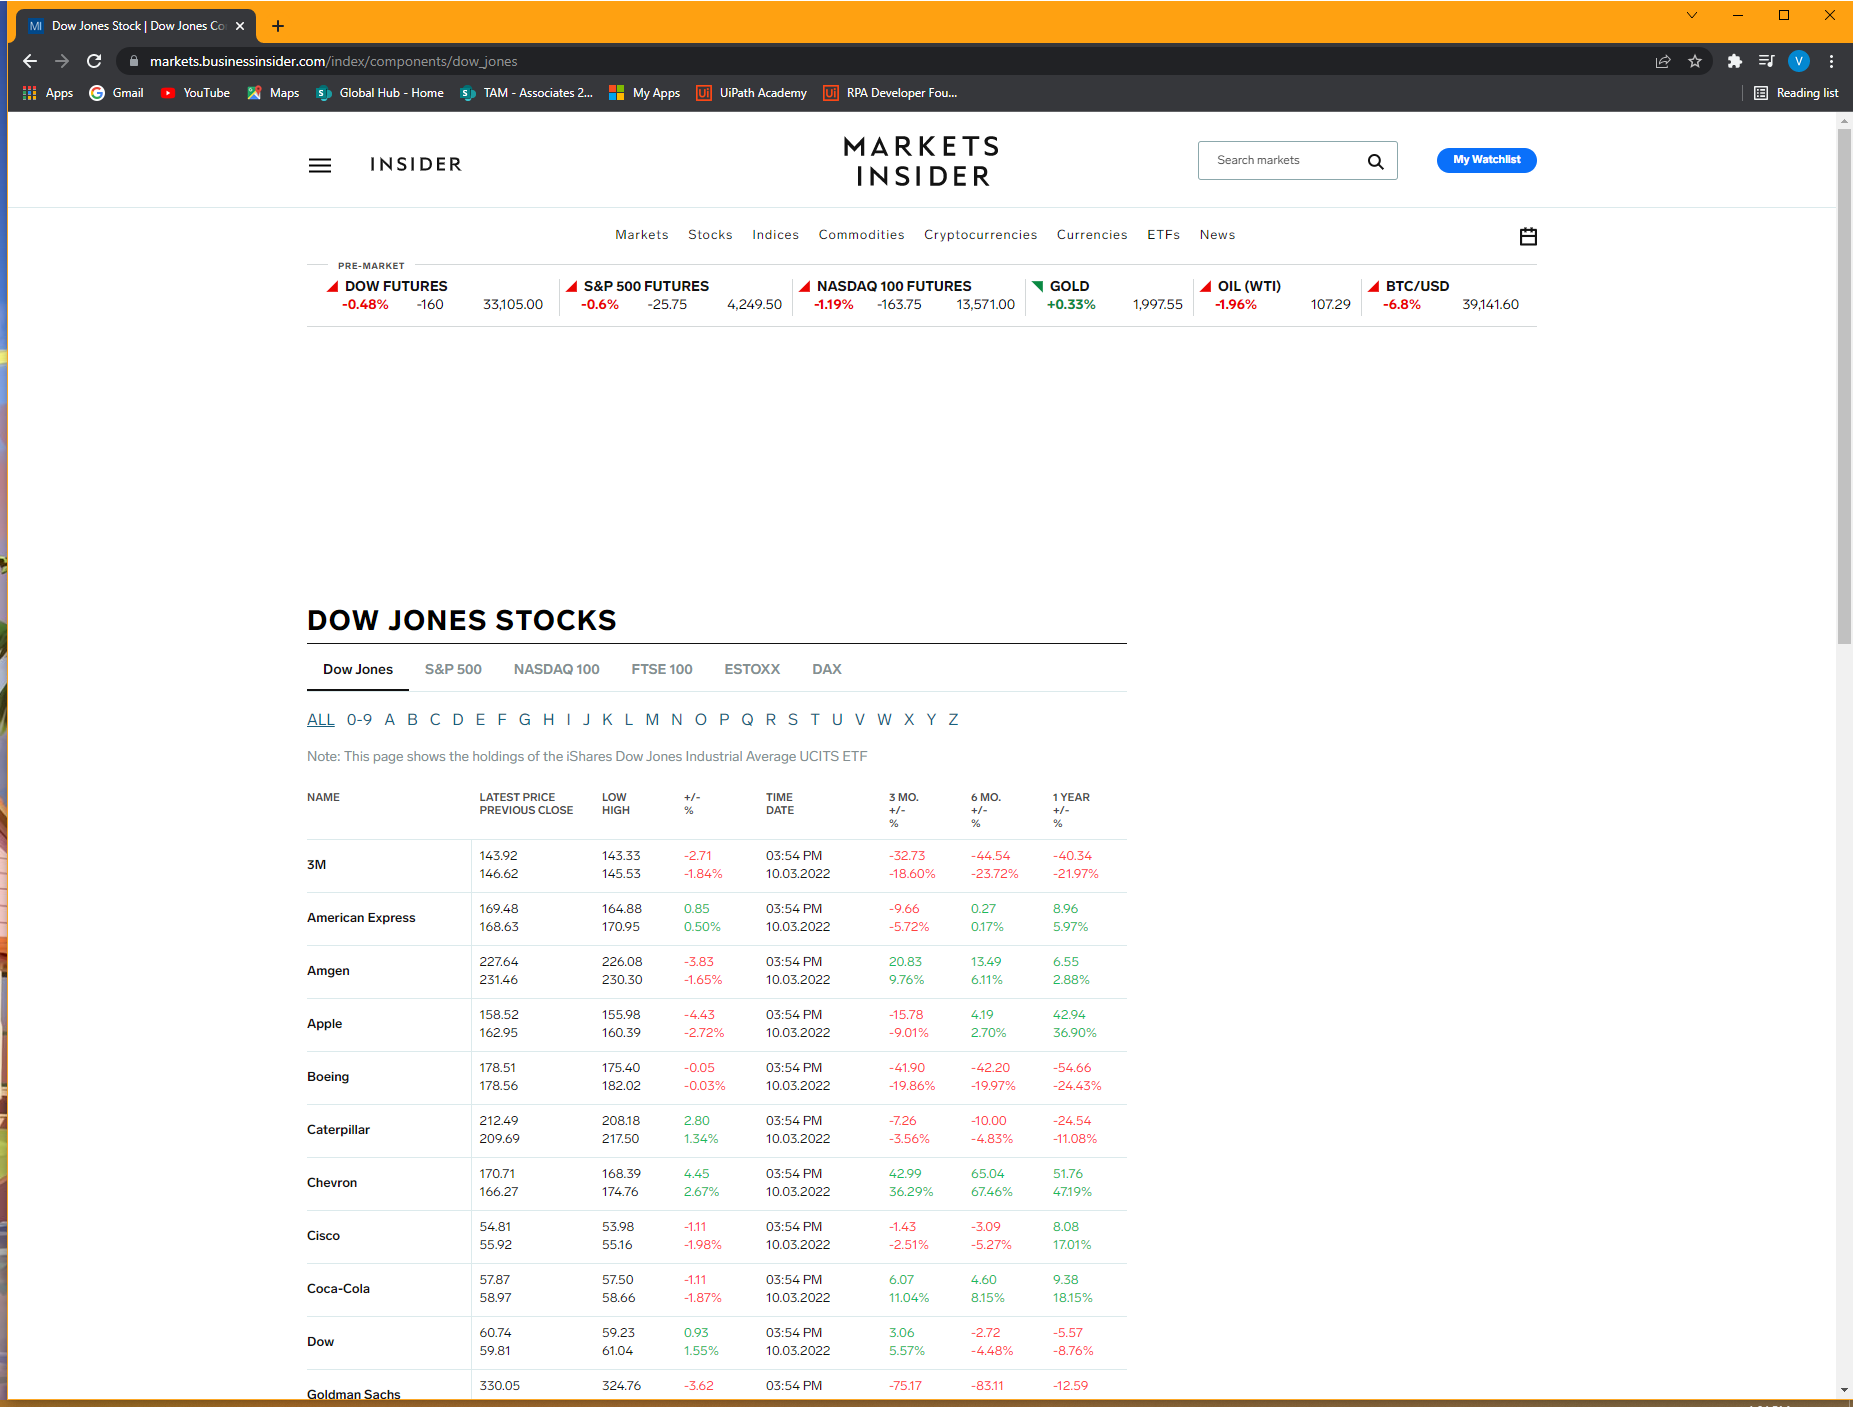 MI Dow Jones Stock | Dow Jones Co
markets.businessinsider.com/index/components/dow_jones
V
Apps Gmail YouTube Maps Global Hub - Home TAM - Associates 2... My Apps UiPath Academy RPA Developer Fou... Reading list
INSIDER
MARKETS
INSIDER
Search markets
My Watchlist
Markets Stocks Indices Commodities Cryptocurrencies Currencies ETFs News
PRE-MARKET
DOW FUTURES S&P 500 FUTURES NASDAQ 100 FUTURES GOLD OIL (WTI) BTC/USD
-0.48% -160 33,105.00 -0.6% -25.75 4,249.50 -1.19% -163.75 13,571.00 +0.33% 1,997.55 -1.96% 107.29 -6.8% 39,141.60
DOW JONES STOCKS
Dow Jones S&P 500 NASDAQ 100 FTSE 100 ESTOXX DAX
ALL 0-9 A B C D E F G H I J K L M N O P Q R S T U V W X Y Z
Note: This page shows the holdings of the iShares Dow Jones Industrial Average UCITS ETF
NAME LATEST PRICE LOW +/- TIME 3 MO. 6 MO. 1 YEAR
PREVIOUS CLOSE HIGH % DATE +/- +/- +/-
% % %
3M
143.92 143.33 -2.71 03:54 PM -32.73 -44.54 -40.34
146.62 145.53 -1.84% 10.03.2022 -18.60% -23.72% -21.97%
American Express
169.48 164.88 0.85 03:54 PM -9.66 0.27 8.96
168.63 170.95 0.50% 10.03.2022 -5.72% 0.17% 5.97%
Amgen
227.64 226.08 -3.83 03:54 PM 20.83 13.49 6.55
231.46 230.30 -1.65% 10.03.2022 9.76% 6.11% 2.88%
Apple
158.52 155.98 -4.43 03:54 PM -15.78 4.19 42.94
162.95 160.39 -2.72% 10.03.2022 -9.01% 2.70% 36.90%
Boeing
178.51 175.40 -0.05 03:54 PM -41.90 -42.20 -54.66
178.56 182.02 -0.03% 10.03.2022 -19.86% -19.97% -24.43%
Caterpillar
212.49 208.18 2.80 03:54 PM -7.26 -10.00 -24.54
209.69 217.50 1.34% 10.03.2022 -3.56% -4.83% -11.08%
Chevron
170.71 168.39 4.45 03:54 PM 42.99 65.04 51.76
166.27 174.76 2.67% 10.03.2022 36.29% 67.46% 47.19%
Cisco
54.81 53.98 -1.11 03:54 PM -1.43 -3.09 8.08
55.92 55.16 -1.98% 10.03.2022 -2.51% -5.27% 17.01%
Coca-Cola
57.87 57.50 -1.11 03:54 PM 6.07 4.60 9.38
58.97 58.66 -1.87% 10.03.2022 11.04% 8.15% 18.15%
Dow
60.74 59.23 0.93 03:54 PM 3.06 -2.72 -5.57
59.81 61.04 1.55% 10.03.2022 5.57% -4.48% -8.76%
Goldman Sachs
330.05 324.76 -3.62 03:54 PM -75.17 -83.11 -12.59